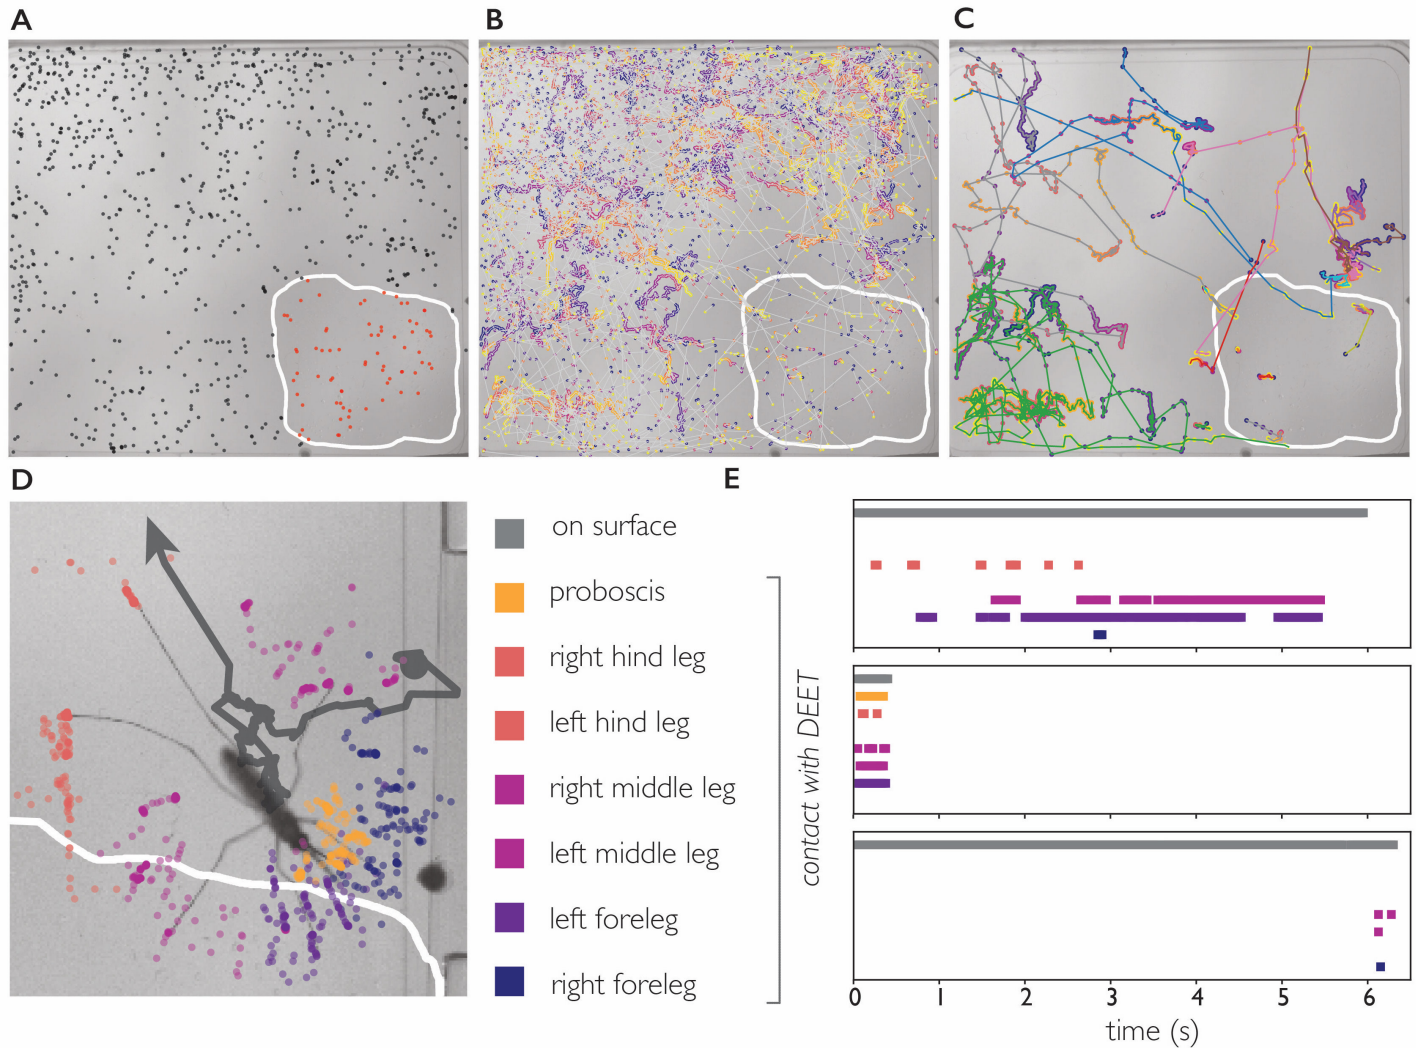 A
B
C
D
E
on surface
proboscis
right hind leg
left hind leg
right middle leg
left middle leg
left foreleg
right foreleg
contact with DEET
0 1 2 3 4 5 6
time (s)